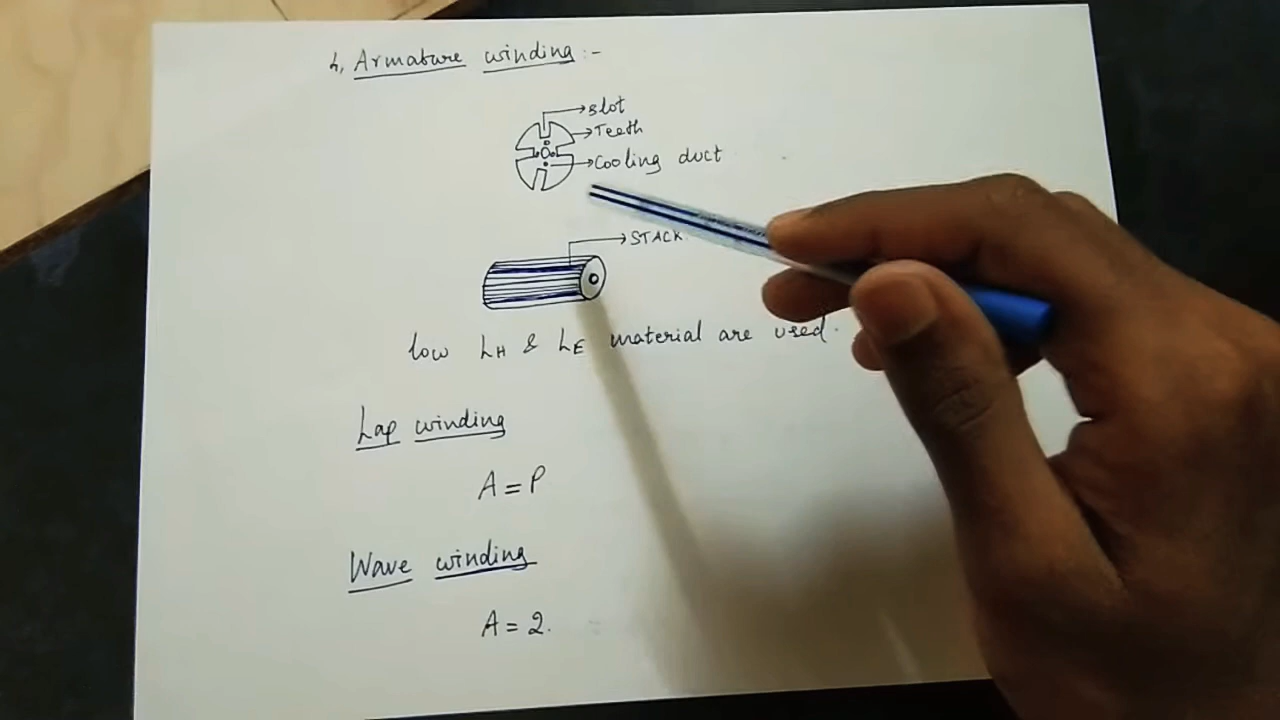 4, Armature winding:-
slot
Teeth
Cooling duct
STACK
low LH & LE material are used.
Lap winding
A=P
Wave winding
A=2.